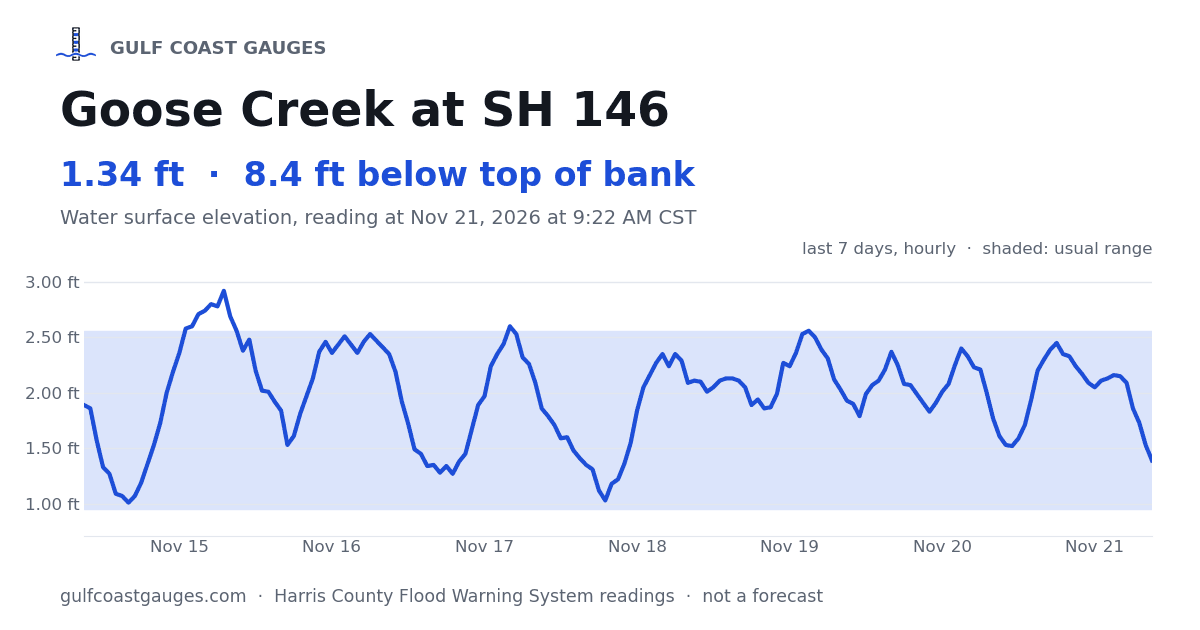 GULF COAST GAUGES
Goose Creek at SH 146
1.34 ft · 8.4 ft below top of bank
Water surface elevation, reading at Nov 21, 2026 at 9:22 AM CST
last 7 days, hourly · shaded: usual range
3.00 ft
2.50 ft
2.00 ft
1.50 ft
1.00 ft
Nov 15 Nov 16 Nov 17 Nov 18 Nov 19 Nov 20 Nov 21
gulfcoastgauges.com · Harris County Flood Warning System readings · not a forecast